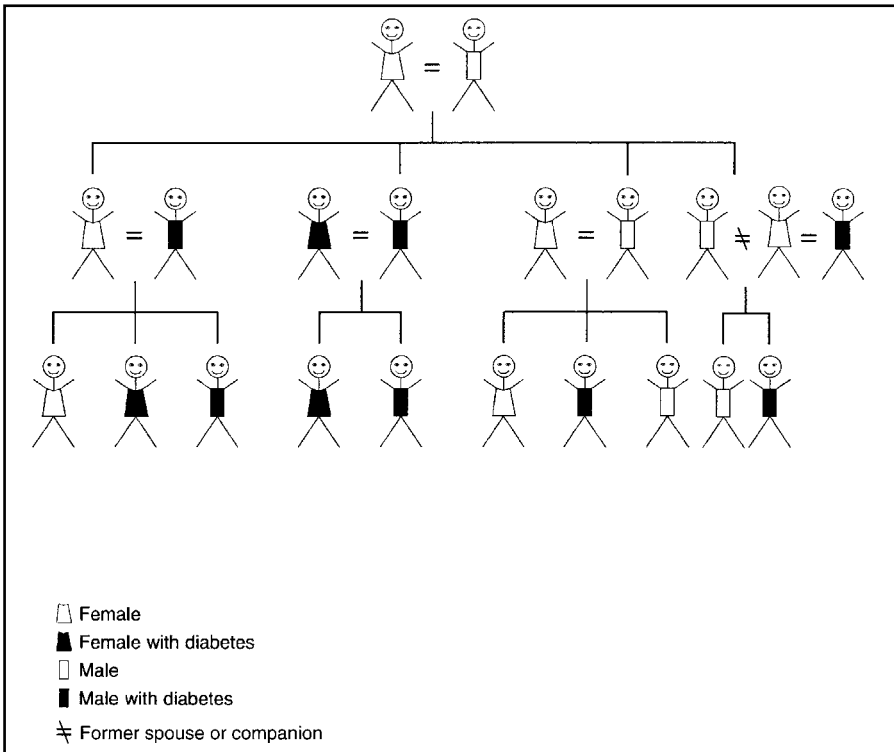 Female
Female with diabetes
Male
Male with diabetes
Former spouse or companion